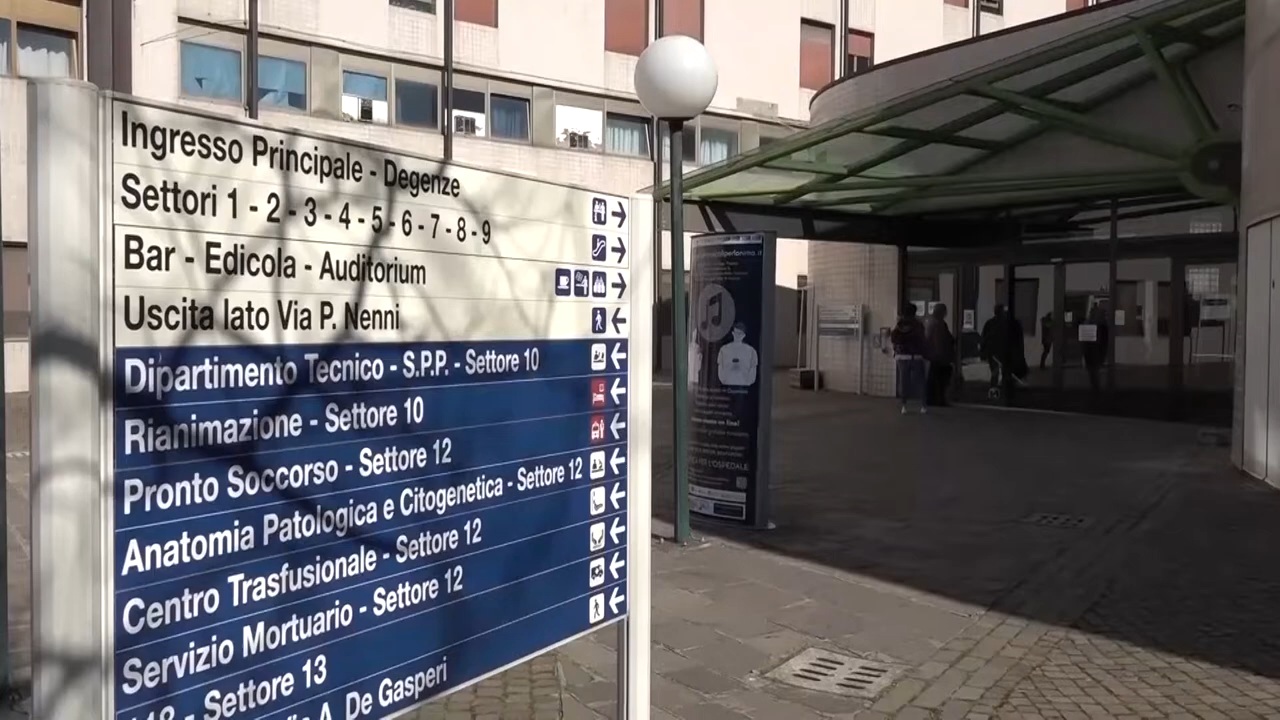 Ingresso Principale - Degenze
Settori 1 - 2 - 3 - 4 - 5 - 6 - 7 - 8 - 9
Bar - Edicola - Auditorium
Uscita lato Via P. Nenni
Dipartimento Tecnico - S.P.P. - Settore 10
Rianimazione - Settore 10
Pronto Soccorso - Settore 12
Anatomia Patologica e Citogenetica - Settore 12
Centro Trasfusionale - Settore 12
Servizio Mortuario - Settore 12
118 - Settore 13
A. De Gasperi
L'OSPEDALE